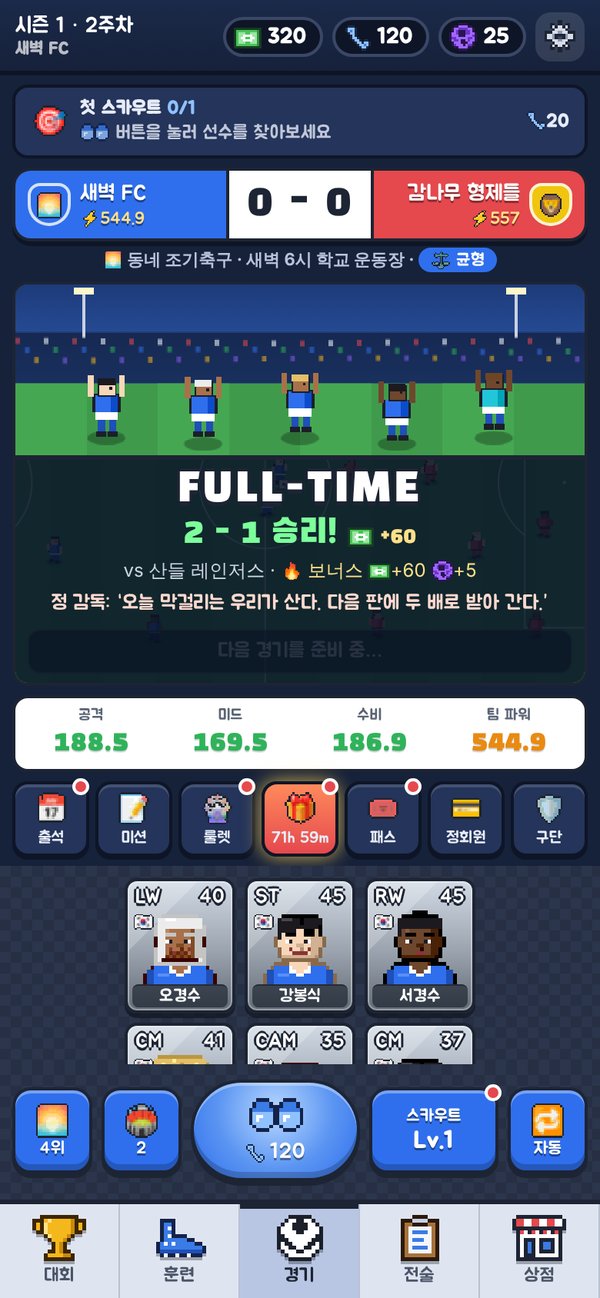 시즌 1 · 2주차
새벽 FC
320
120
25
첫 스카우트 0/1
버튼을 눌러 선수를 찾아보세요
20
새벽 FC
544.9
0 - 0
감나무 형제들
557
동네 조기축구 · 새벽 6시 학교 운동장 · 균형
FULL-TIME
2 - 1 승리! +60
vs 산들 레인저스 · 보너스 +60 +5
정 감독: '오늘 막걸리는 우리가 산다. 다음 판에 두 배로 받아 간다.'
다음 경기를 준비 중...
공격 미드 수비 팀 파워
188.5 169.5 186.9 544.9
17
출석 미션 룰렛 71h 59m 패스 정회원 구단
LW 40 ST 45 RW 45
오경수 강봉식 서경수
CM 41 CAM 35 CM 37
4위
2
120
스카우트
Lv.1
자동
대회 훈련 경기 전술 상점